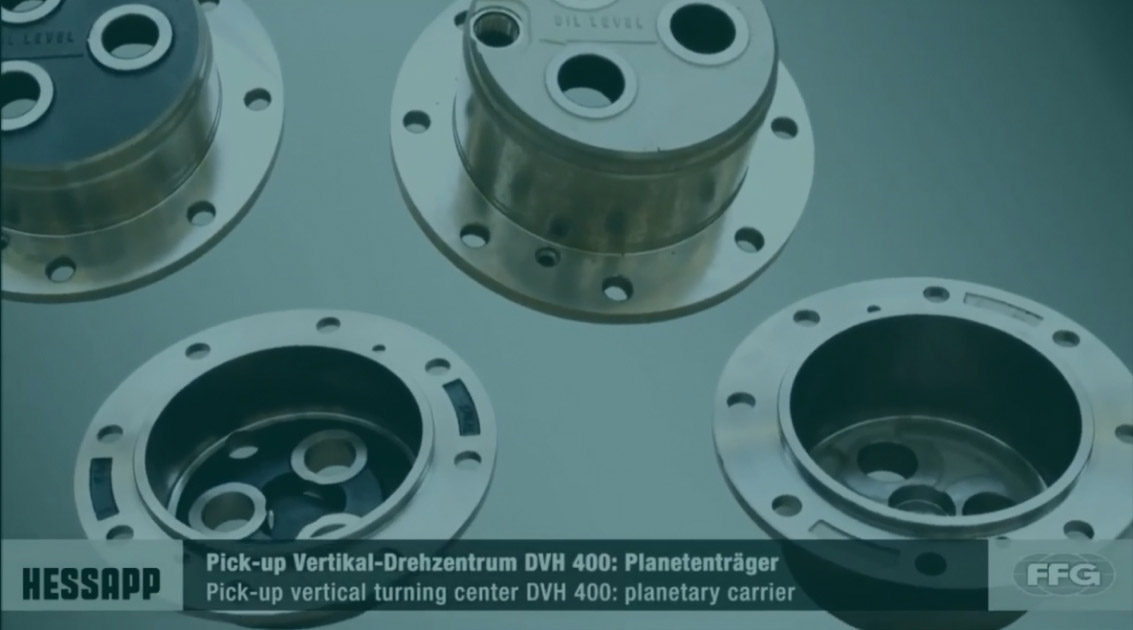 L LEVEL
OIL LEVEL
HESSAPP
Pick-up Vertikal-Drehzentrum DVH 400: Planetenträger
Pick-up vertical turning center DVH 400: planetary carrier
FFG